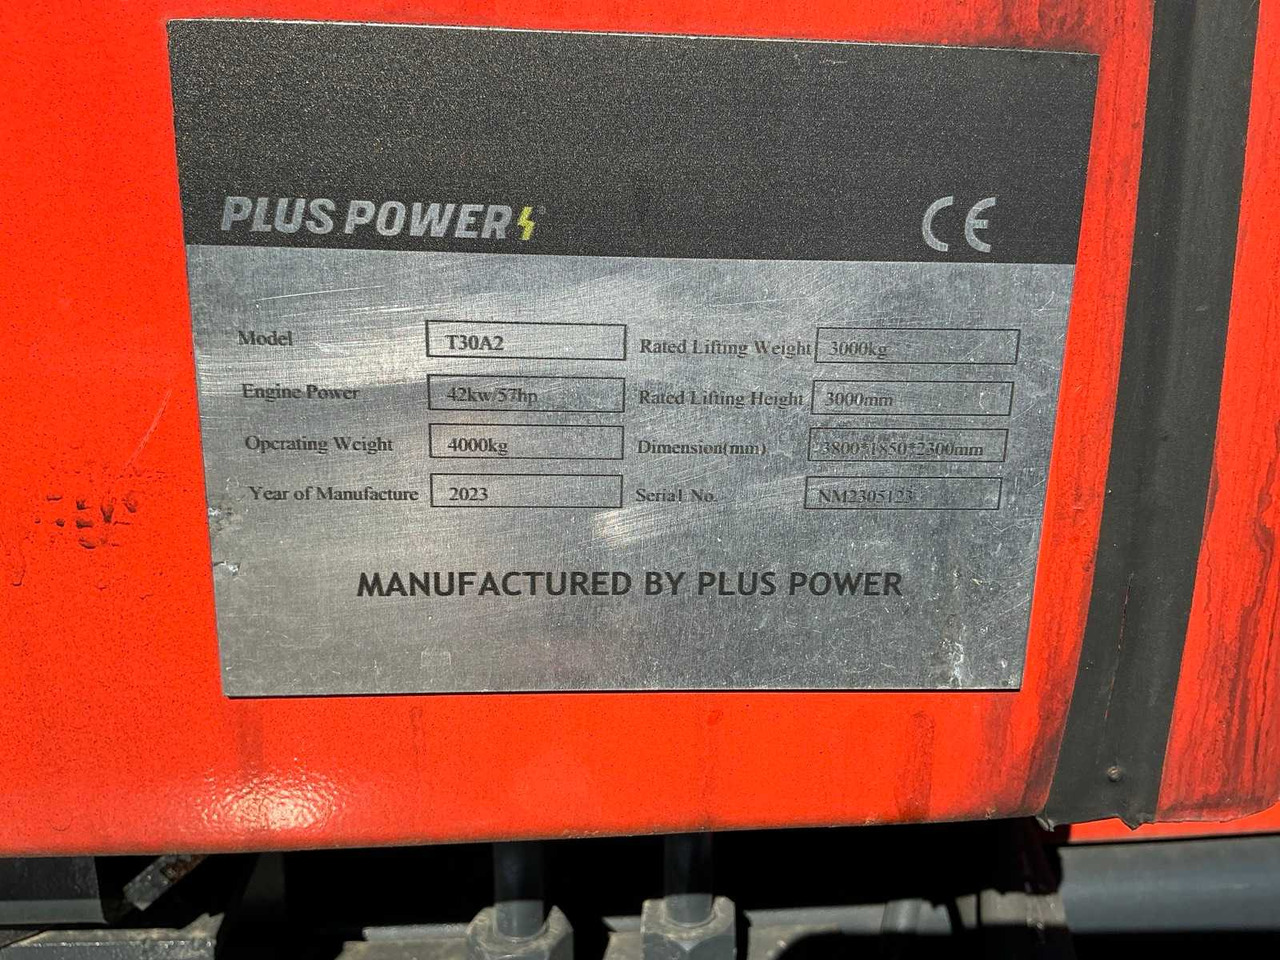 PLUS POWER
CE
Model T30A2 Rated Lifting Weight 3000kg
Engine Power 42kw/57hp Rated Lifting Height 3000mm
Operating Weight 4000kg Dimension(mm) 3800*1850*2300mm
Year of Manufacture 2023 Serial No. NM2305123
MANUFACTURED BY PLUS POWER